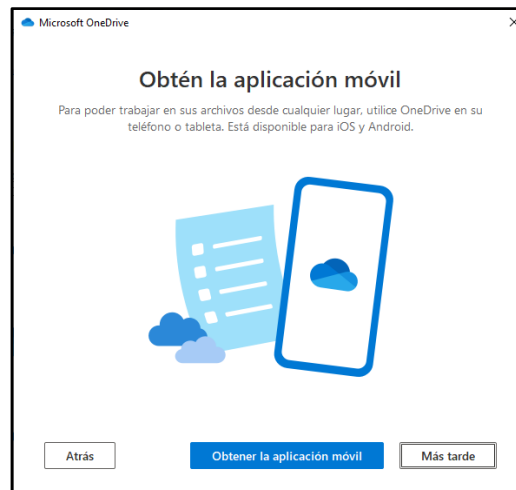 Microsoft OneDrive
Obtén la aplicación móvil
Para poder trabajar en sus archivos desde cualquier lugar, utilice OneDrive en su
teléfono o tableta. Está disponible para iOS y Android.
Atrás
Obtener la aplicación móvil
Más tarde